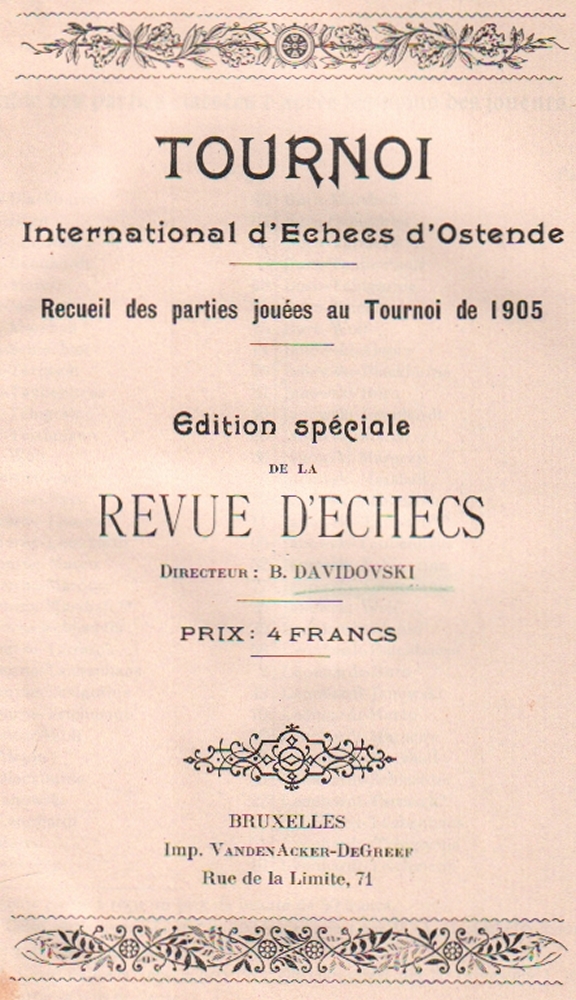 TOURNOI
International d'Echecs d'Ostende
Recueil des parties jouées au Tournoi de 1905
Edition spéciale
DE LA
REVUE D'ECHECS
DIRECTEUR : B. DAVIDOVSKI
PRIX : 4 FRANCS
BRUXELLES
Imp. VANDENACKER-DEGREEF
Rue de la Limite, 71